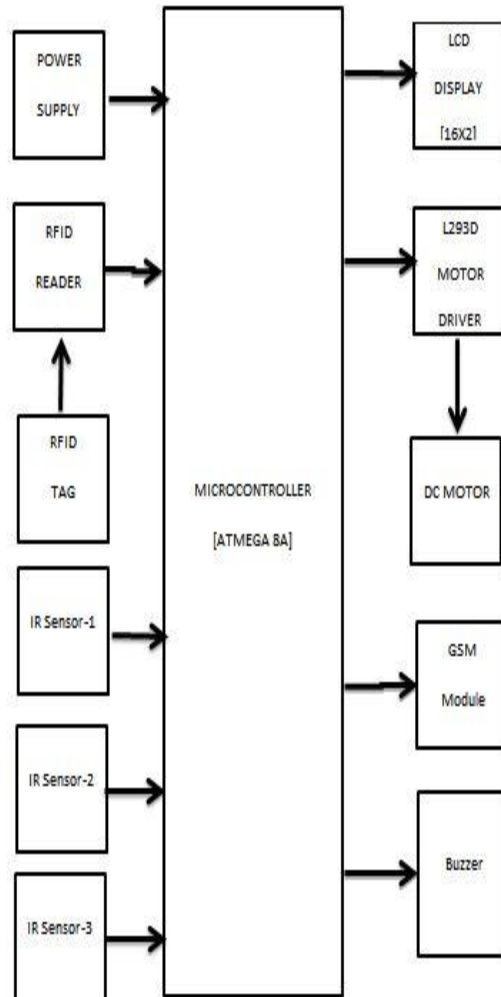 POWER
SUPPLY
RFID
READER
RFID
TAG
IR Sensor-1
IR Sensor-2
IR Sensor-3
MICROCONTROLLER
[ATMEGA 8A]
LCD
DISPLAY
[16X2]
L293D
MOTOR
DRIVER
DC MOTOR
GSM
Module
Buzzer